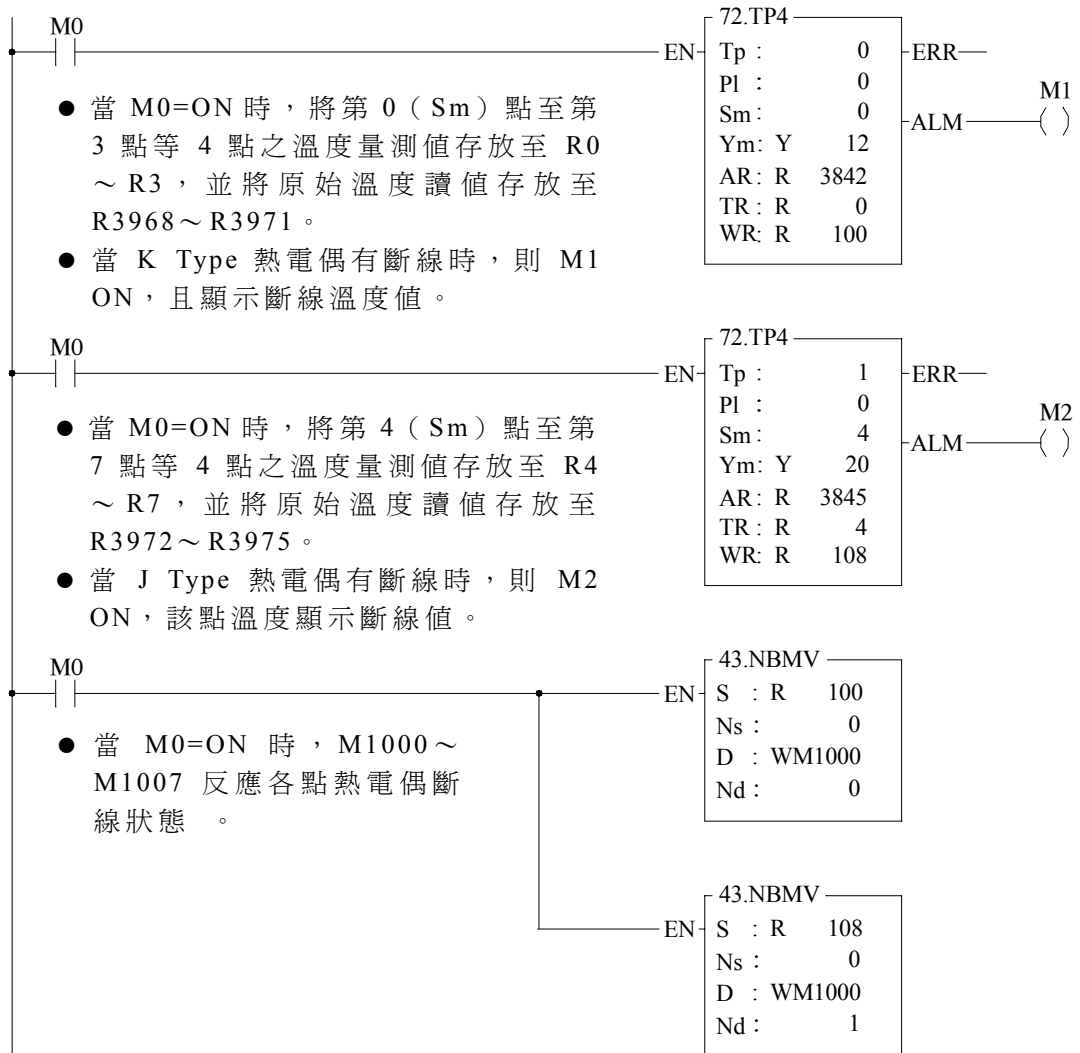 M0
72.TP4
EN
Tp : 0
ERR
Pl : 0
Sm : 0
ALM
M1
( )
Ym: Y 12
AR: R 3842
TR : R 0
WR: R 100
● 當 M0=ON 時，將第 0（Sm）點至第
3 點等 4 點之溫度量測值存放至 R0
～R3，並將原始溫度讀值存放至
R3968～R3971。
● 當 K Type 熱電偶有斷線時，則 M1
ON，且顯示斷線溫度值。
M0
72.TP4
EN
Tp : 1
ERR
Pl : 0
Sm : 4
ALM
M2
( )
Ym: Y 20
AR: R 3845
TR : R 4
WR: R 108
● 當 M0=ON 時，將第 4（Sm）點至第
7 點等 4 點之溫度量測值存放至 R4
～R7，並將原始溫度讀值存放至
R3972～R3975。
● 當 J Type 熱電偶有斷線時，則 M2
ON，該點溫度顯示斷線值。
M0
43.NBMV
EN
S : R 100
Ns : 0
D : WM1000
Nd : 0
● 當 M0=ON 時，M1000～
M1007 反應各點熱電偶斷
線狀態 。
43.NBMV
EN
S : R 108
Ns : 0
D : WM1000
Nd : 1